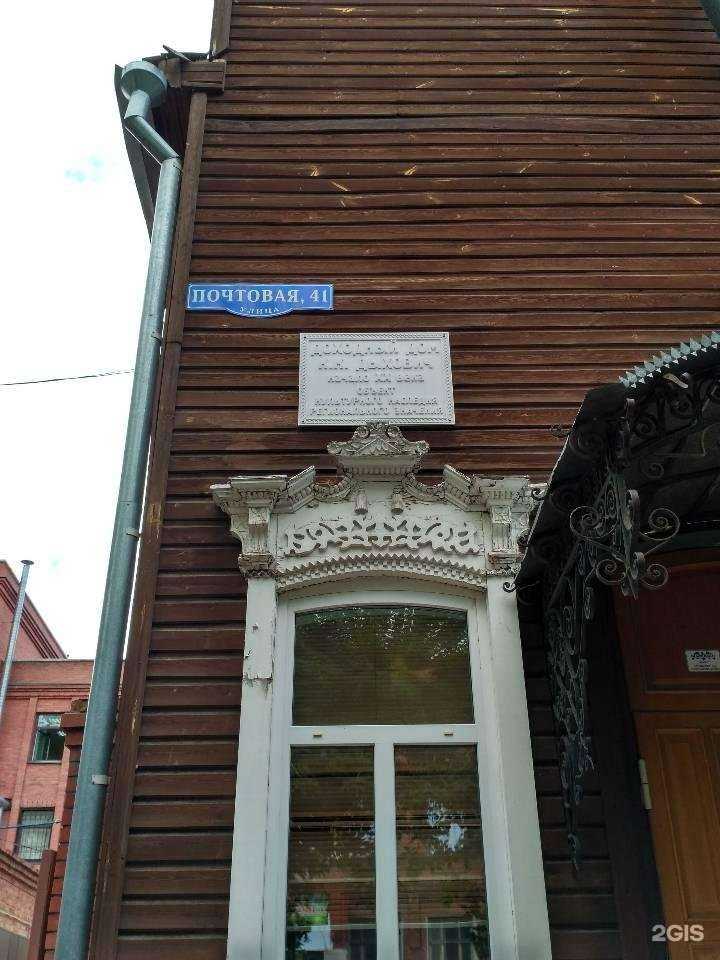 ПОЧТОВАЯ, 41
УЛИЦА
ДОХОДНЫЙ ДОМ
НАЧАЛО XX ВЕКА
ОБЪЕКТ
КУЛЬТУРНОГО НАСЛЕДИЯ
РЕГИОНАЛЬНОГО ЗНАЧЕНИЯ
2GIS